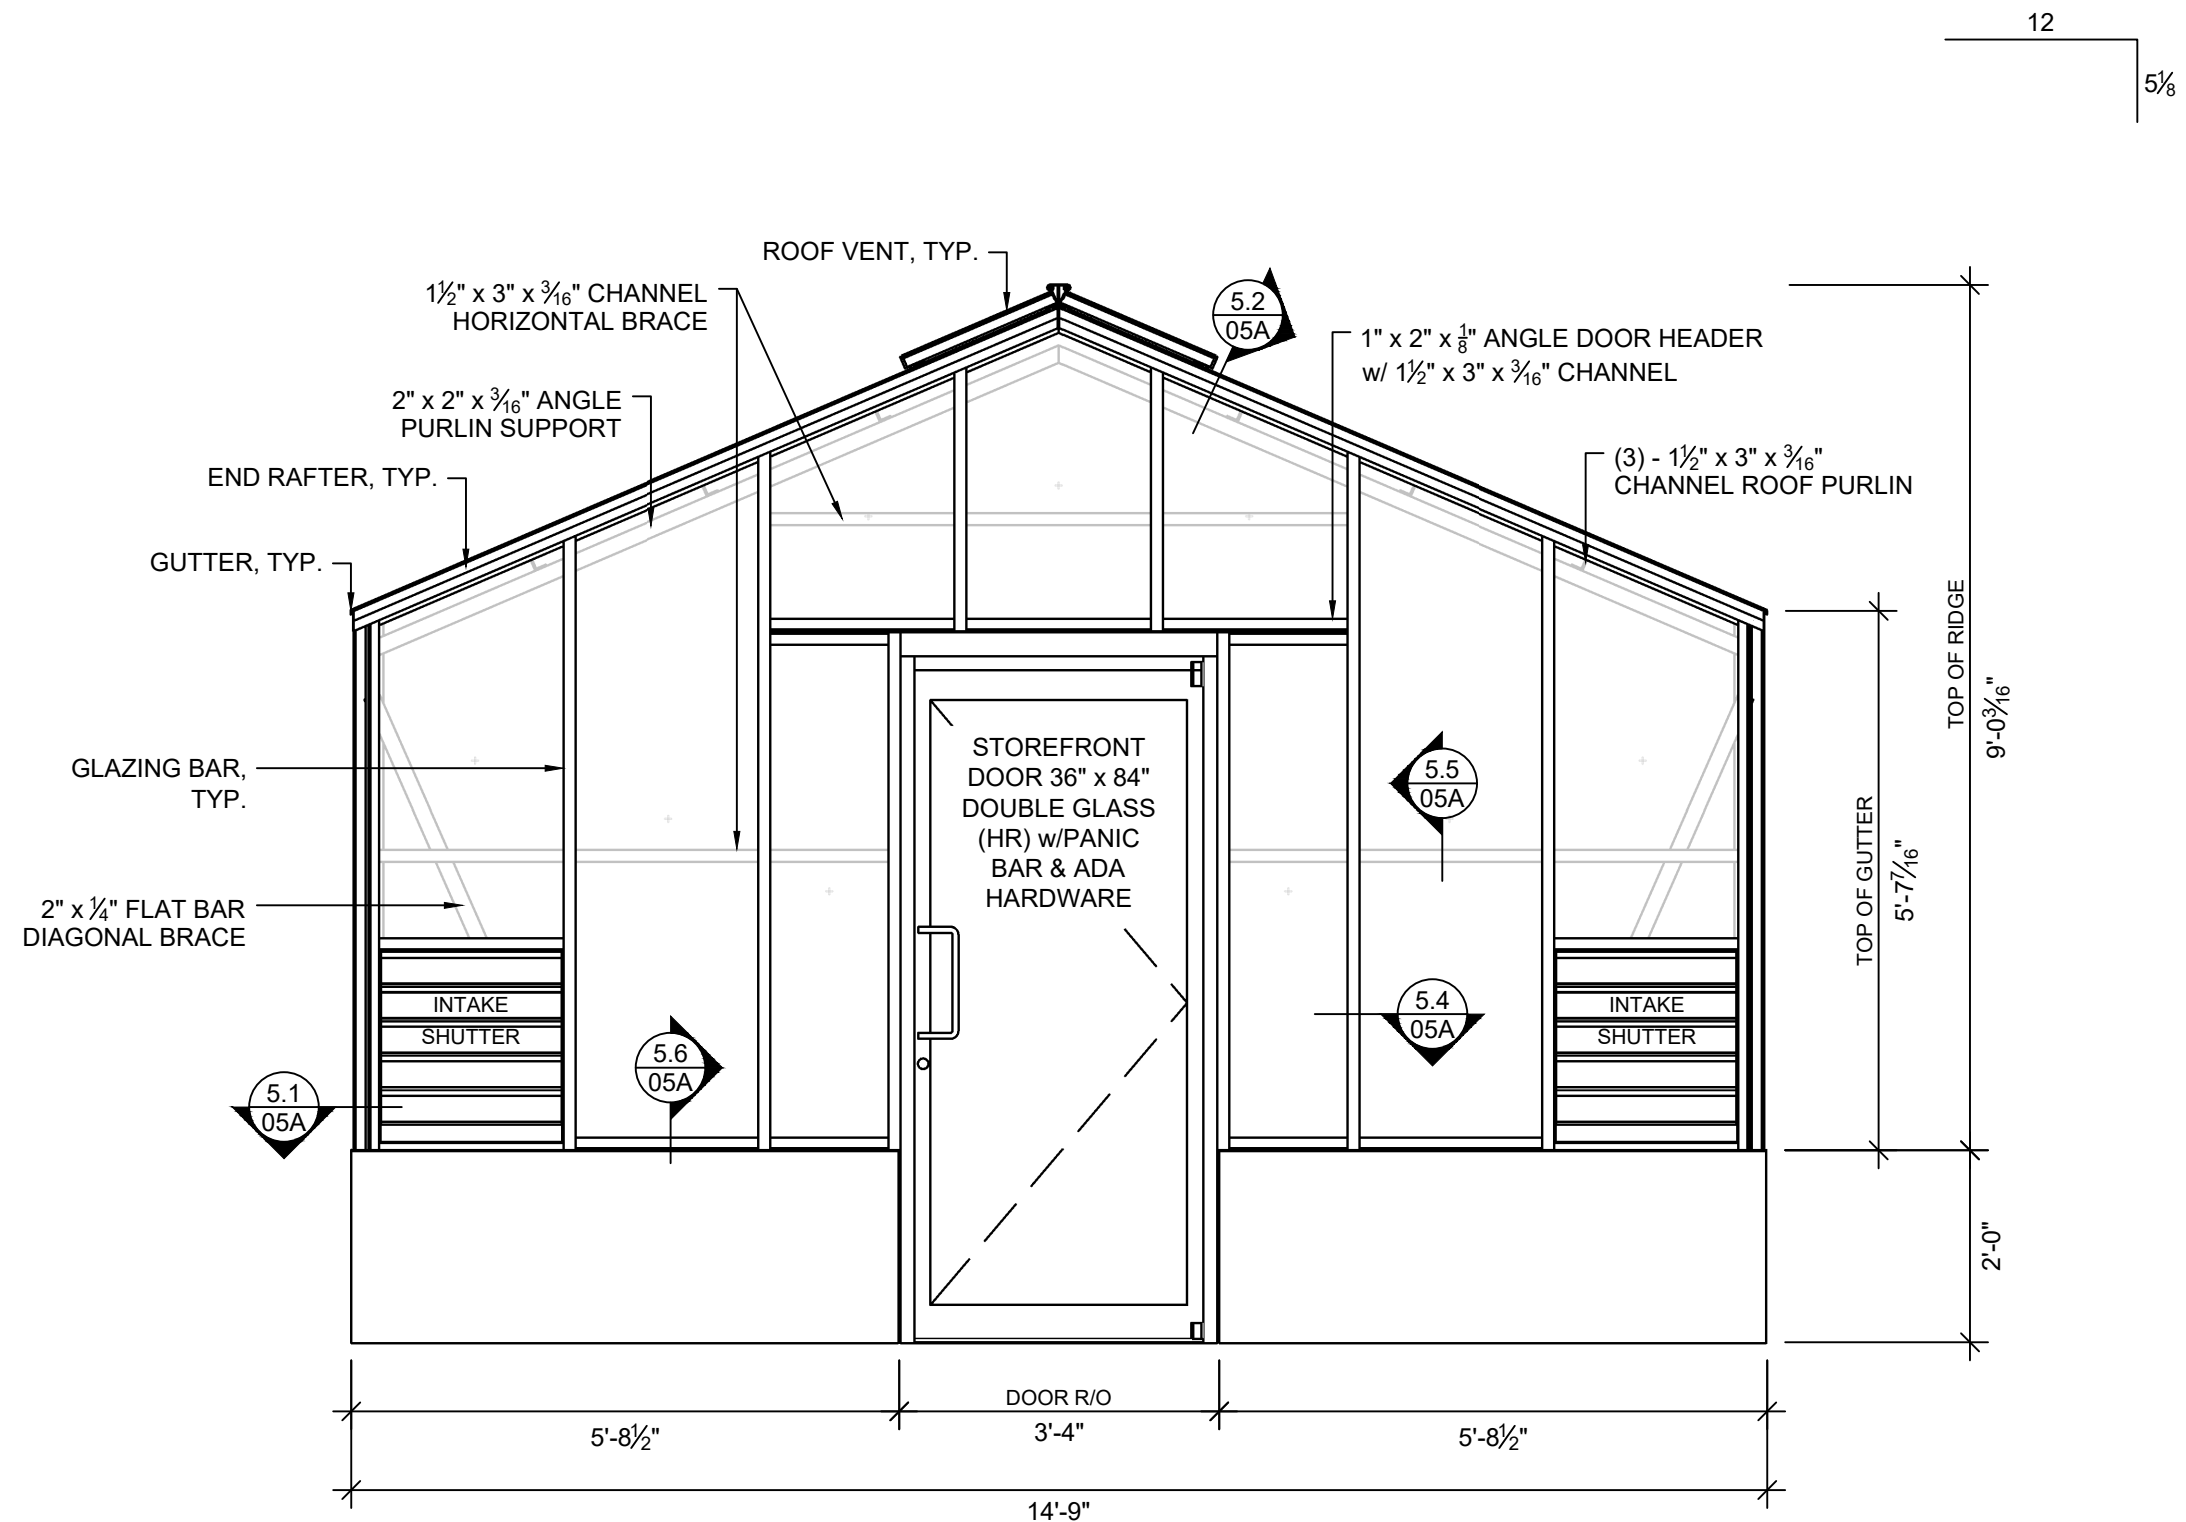 12
5⅛
ROOF VENT, TYP.
1½" x 3" x 3⁄16" CHANNEL
HORIZONTAL BRACE
5.2
05A
1" x 2" x ⅛" ANGLE DOOR HEADER
w/ 1½" x 3" x 3⁄16" CHANNEL
2" x 2" x 3⁄16" ANGLE
PURLIN SUPPORT
(3) - 1½" x 3" x 3⁄16"
CHANNEL ROOF PURLIN
END RAFTER, TYP.
GUTTER, TYP.
TOP OF RIDGE
9'-03⁄16"
STOREFRONT
DOOR 36" x 84"
DOUBLE GLASS
(HR) w/PANIC
BAR & ADA
HARDWARE
GLAZING BAR,
TYP.
5.5
05A
TOP OF GUTTER
5'-77⁄16"
2" x ¼" FLAT BAR
DIAGONAL BRACE
INTAKE
SHUTTER
5.4
05A
INTAKE
SHUTTER
5.6
05A
5.1
05A
2'-0"
DOOR R/O
5'-8½"
3'-4"
5'-8½"
14'-9"